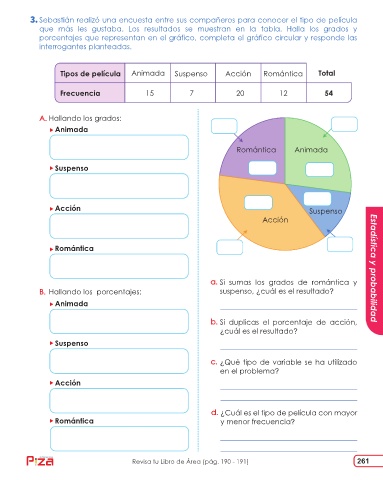 3. Sebastián realizó una encuesta entre sus compañeros para conocer el tipo de película
que más les gustaba. Los resultados se muestran en la tabla. Halla los grados y
porcentajes que representan en el gráfico, completa el gráfico circular y responde las
interrogantes planteadas.
Tipos de película Animada Suspenso Acción Romántica Total
Frecuencia 15 7 20 12 54
A. Hallando los grados:
Animada
Suspenso
Acción
Romántica
B. Hallando los porcentajes:
Animada
Suspenso
Acción
Romántica
Romántica Animada
Suspenso
Acción
a. Si sumas los grados de romántica y
suspenso, ¿cuál es el resultado?
b. Si duplicas el porcentaje de acción,
¿cuál es el resultado?
c. ¿Qué tipo de variable se ha utilizado
en el problema?
d. ¿Cuál es el tipo de película con mayor
y menor frecuencia?
Estadística y probabilidad
Revisa tu Libro de Área (pág. 190 - 191)
261